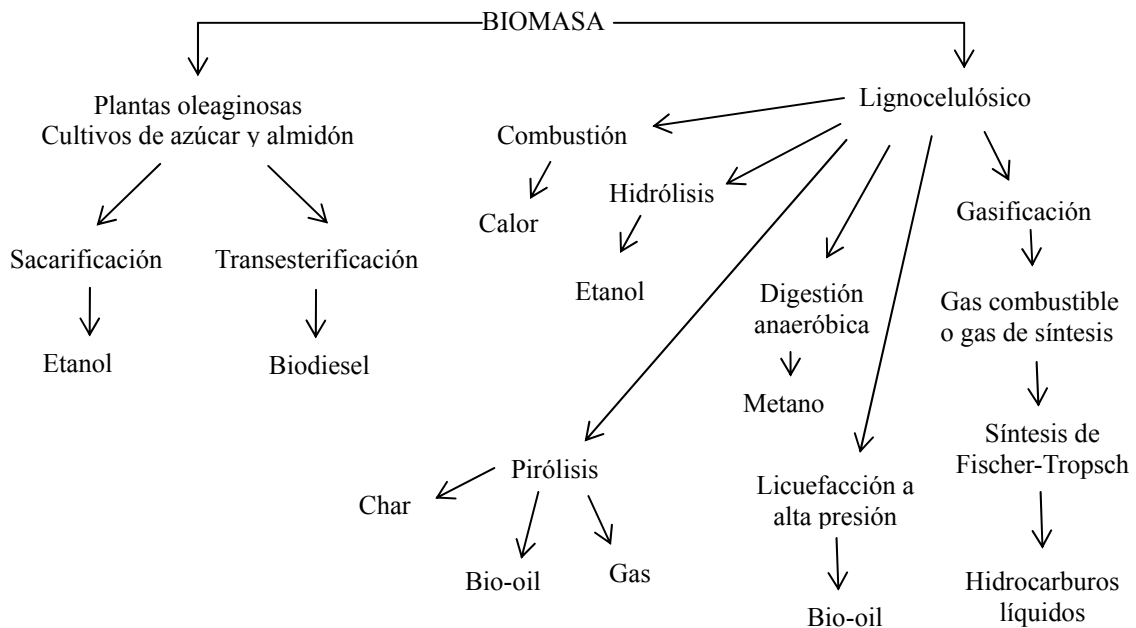 BIOMASA
Plantas oleaginosas
Cultivos de azúcar y almidón
Sacarificación
Etanol
Transesterificación
Biodiesel
Lignocelulósico
Combustión
Calor
Hidrólisis
Etanol
Pirólisis
Char
Bio-oil
Gas
Digestión
anaeróbica
Metano
Licuefacción a
alta presión
Bio-oil
Gasificación
Gas combustible
o gas de síntesis
Síntesis de
Fischer-Tropsch
Hidrocarburos
líquidos